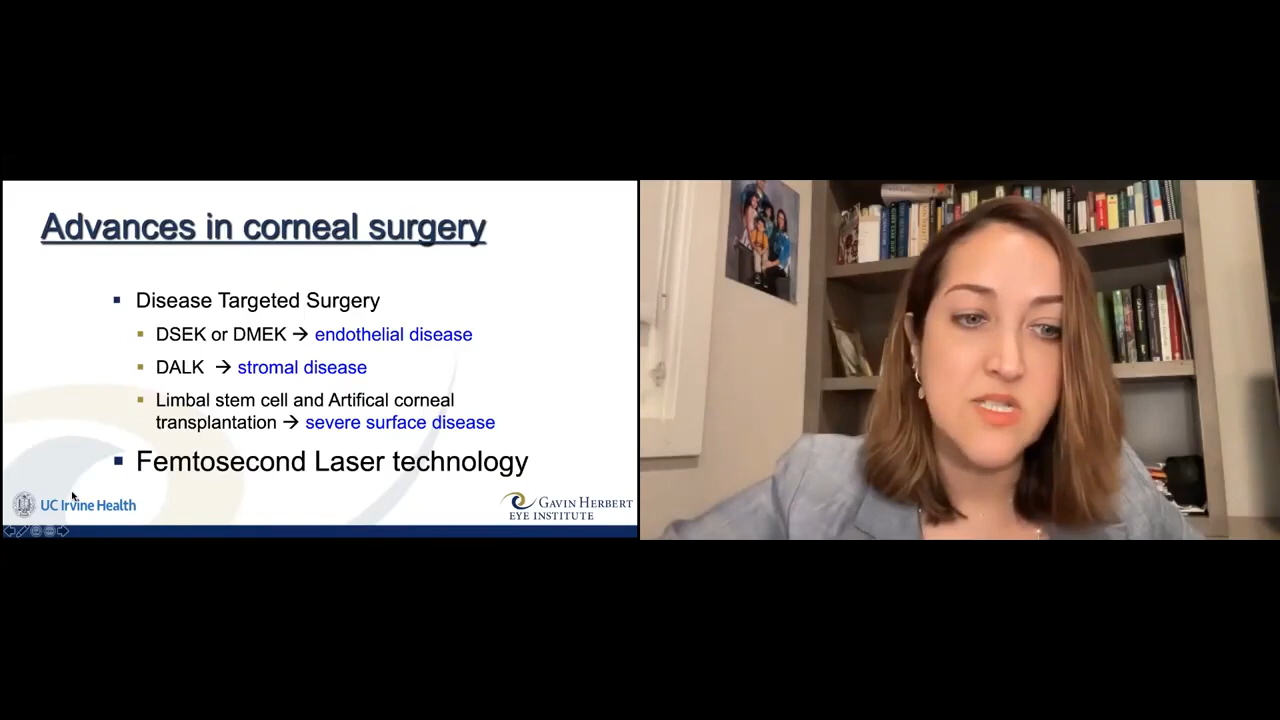 Advances in corneal surgery
Disease Targeted Surgery
DSEK or DMEK → endothelial disease
DALK → stromal disease
Limbal stem cell and Artifical corneal
transplantation → severe surface disease
Femtosecond Laser technology
UC Irvine Health
GAVIN HERBERT
EYE INSTITUTE